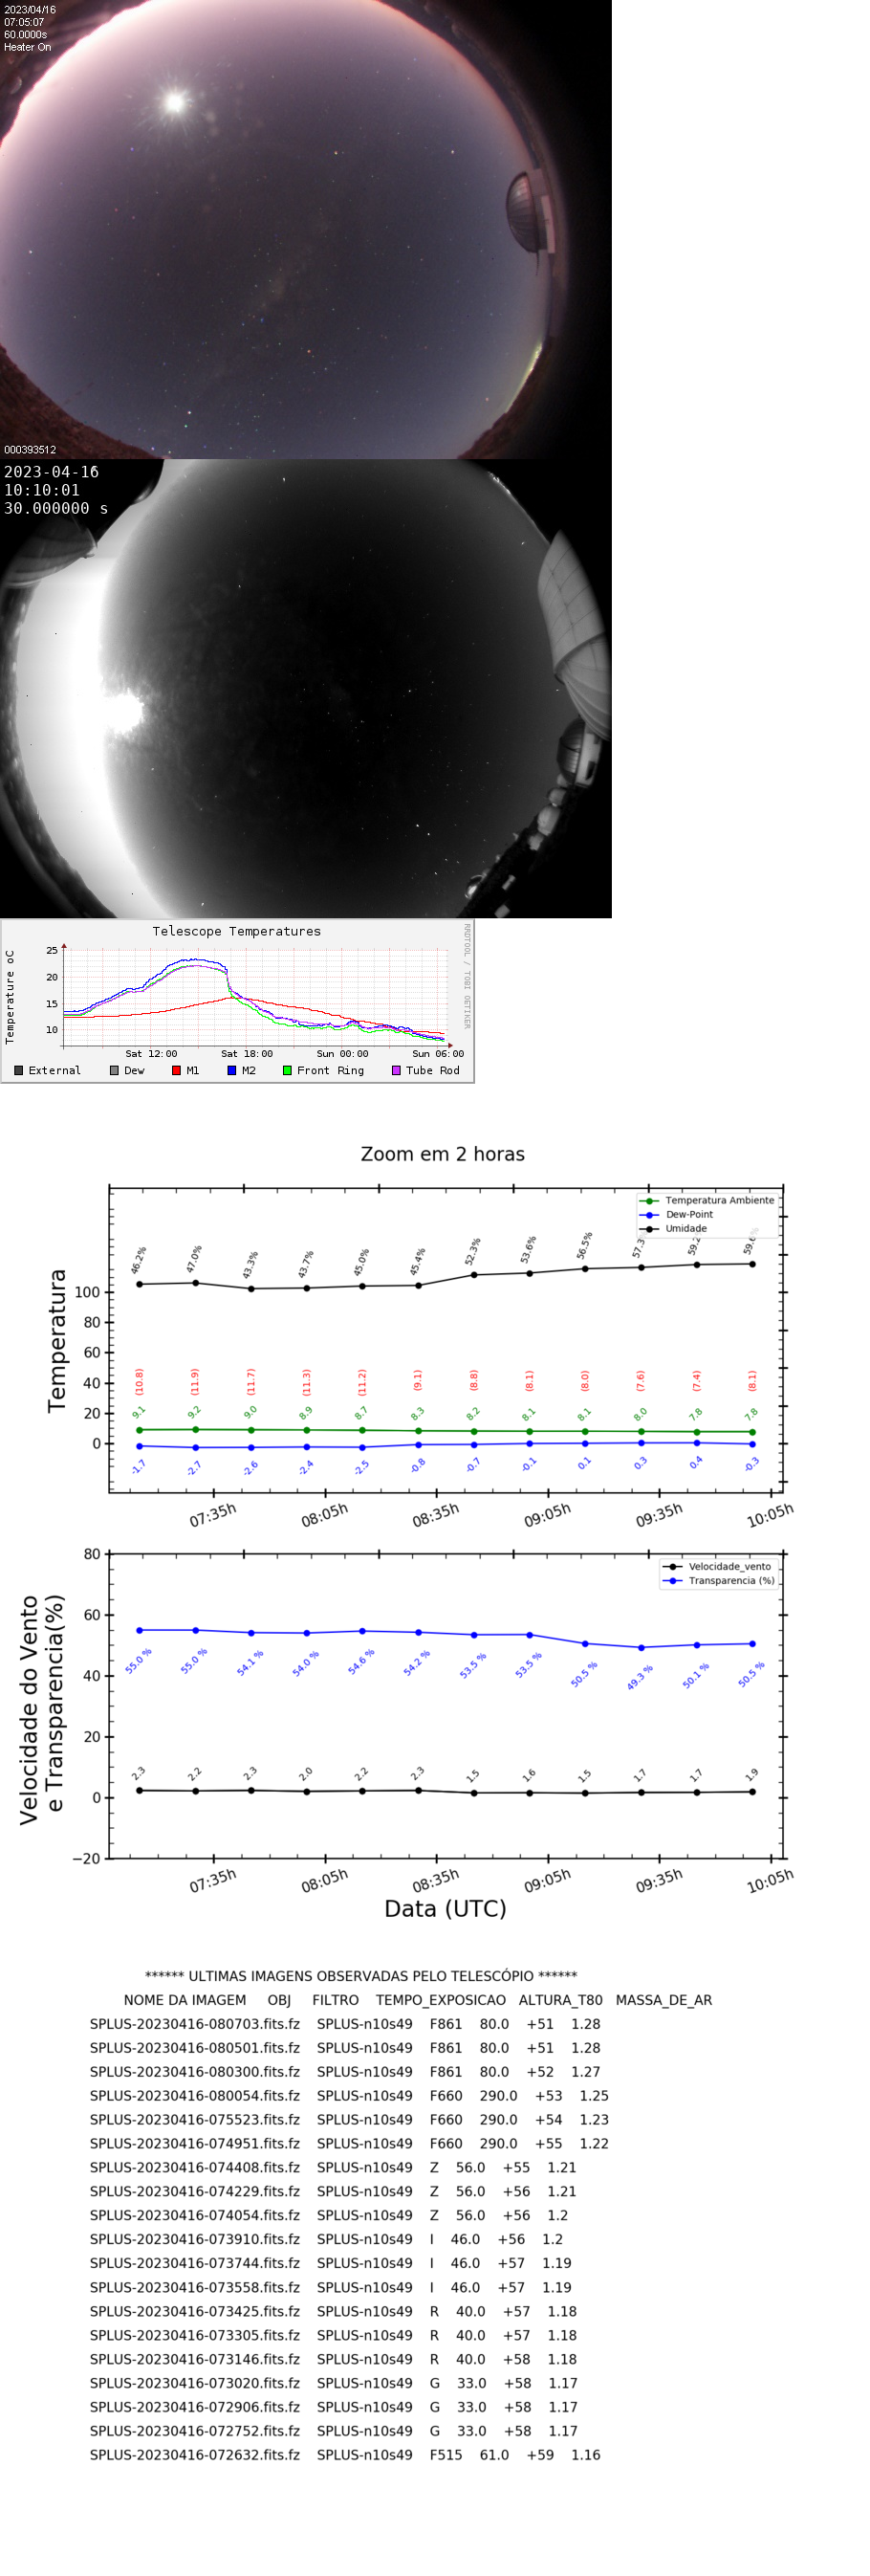 2023/04/16
07:05:07
60.0000s
Heater On
000393512
2023-04-16
10:10:01
30.000000 s
Telescope Temperatures
Temperature oC
RRDTOOL / TOBI OETIKER
25
20
15
10
Sat 12:00 Sat 18:00 Sun 00:00 Sun 06:00
External Dew M1 M2 Front Ring Tube Rod
Zoom em 2 horas
Temperatura
Temperatura Ambiente
Dew-Point
Umidade
46.2% 47.0% 43.3% 43.7% 45.0% 45.4% 52.3% 53.6% 56.5%
100
80
60
40
20
0
(10.8) (11.9) (11.7) (11.3) (11.2) (9.1) (8.8) (8.1) (8.0) (7.6) (7.4) (8.1)
9.1 9.2 9.0 8.9 8.7 8.3 8.2 8.1 8.1 8.0 7.8 7.8
-1.7 -2.7 -2.6 -2.4 -2.5 -0.8 -0.7 -0.1 0.1 0.3 0.4 -0.3
07:35h 08:05h 08:35h 09:05h 09:35h 10:05h
Velocidade do Vento
e Transparencia(%)
Velocidade_vento
Transparencia (%)
80
60
40
20
0
−20
55.0 % 55.0 % 54.1 % 54.0 % 54.6 % 54.2 % 53.5 % 53.5 % 50.5 % 49.3 % 50.1 % 50.5 %
2.3 2.2 2.3 2.0 2.2 2.3 1.5 1.6 1.5 1.7 1.7 1.9
07:35h 08:05h 08:35h 09:05h 09:35h 10:05h
Data (UTC)
****** ULTIMAS IMAGENS OBSERVADAS PELO TELESCÓPIO ******
NOME DA IMAGEM OBJ FILTRO TEMPO_EXPOSICAO ALTURA_T80 MASSA_DE_AR
SPLUS-20230416-080703.fits.fz SPLUS-n10s49 F861 80.0 +51 1.28
SPLUS-20230416-080501.fits.fz SPLUS-n10s49 F861 80.0 +51 1.28
SPLUS-20230416-080300.fits.fz SPLUS-n10s49 F861 80.0 +52 1.27
SPLUS-20230416-080054.fits.fz SPLUS-n10s49 F660 290.0 +53 1.25
SPLUS-20230416-075523.fits.fz SPLUS-n10s49 F660 290.0 +54 1.23
SPLUS-20230416-074951.fits.fz SPLUS-n10s49 F660 290.0 +55 1.22
SPLUS-20230416-074408.fits.fz SPLUS-n10s49 Z 56.0 +55 1.21
SPLUS-20230416-074229.fits.fz SPLUS-n10s49 Z 56.0 +56 1.21
SPLUS-20230416-074054.fits.fz SPLUS-n10s49 Z 56.0 +56 1.2
SPLUS-20230416-073910.fits.fz SPLUS-n10s49 I 46.0 +56 1.2
SPLUS-20230416-073744.fits.fz SPLUS-n10s49 I 46.0 +57 1.19
SPLUS-20230416-073558.fits.fz SPLUS-n10s49 I 46.0 +57 1.19
SPLUS-20230416-073425.fits.fz SPLUS-n10s49 R 40.0 +57 1.18
SPLUS-20230416-073305.fits.fz SPLUS-n10s49 R 40.0 +57 1.18
SPLUS-20230416-073146.fits.fz SPLUS-n10s49 R 40.0 +58 1.18
SPLUS-20230416-073020.fits.fz SPLUS-n10s49 G 33.0 +58 1.17
SPLUS-20230416-072906.fits.fz SPLUS-n10s49 G 33.0 +58 1.17
SPLUS-20230416-072752.fits.fz SPLUS-n10s49 G 33.0 +58 1.17
SPLUS-20230416-072632.fits.fz SPLUS-n10s49 F515 61.0 +59 1.16